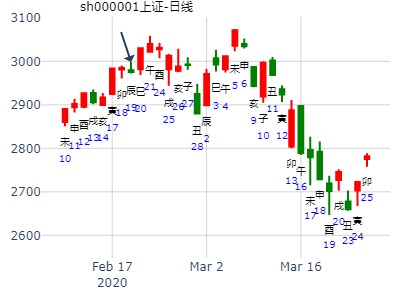 sh000001上证-日线
3100
3000
2900
2800
2700
2600
未
10
申
11
酉
12
戌
13
亥
14
寅
17
卯
18
辰
19
巳
20
午
21
酉
24
戌
25
亥
26
子
27
丑
28
辰
2
巳
3
午
4
未
5
申
6
亥
9
子
10
丑
11
寅
12
卯
13
午
16
未
17
申
18
酉
19
戌
20
丑
23
寅
24
卯
25
Feb 17
2020
Mar 2
Mar 16